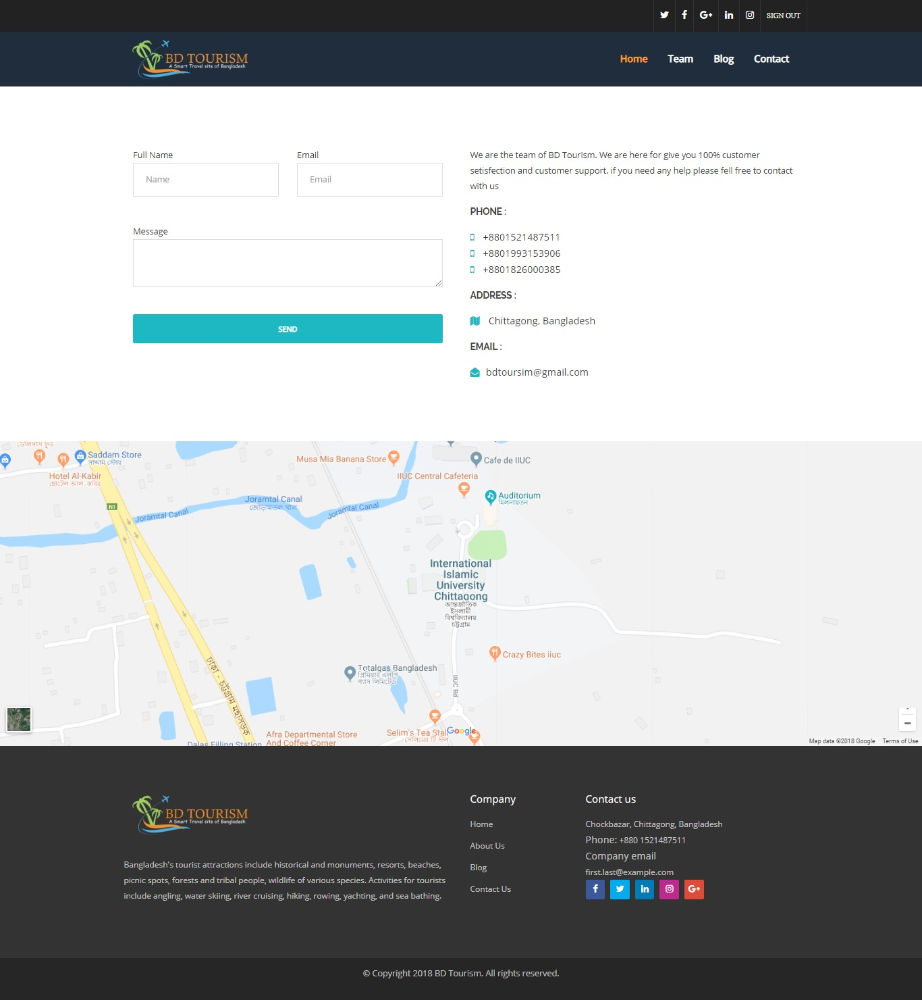 SIGN OUT
BD TOURISM
A Smart Travel site of Bangladesh
Home Team Blog Contact
Full Name
Email
Name
Email
Message
SEND
We are the team of BD Tourism. We are here for give you 100% customer
setisfection and customer support. if you need any help please fell free to contact
with us
PHONE :
+8801521487511
+8801993153906
+8801826000385
ADDRESS :
Chittagong, Bangladesh
EMAIL :
bdtoursim@gmail.com
Saddam Store
সাদ্দাম স্টোর
Hotel Al-Kabir
হোটেল আল-কবির
Musa Mia Banana Store
Cafe de IIUC
IIUC Central Cafeteria
Auditorium
মিলনায়তন
N1
Joramtal Canal
Joramtal Canal
জোড়ামতল খাল
Joramtal Canal
International
Islamic
University
Chittagong
আন্তর্জাতিক
ইসলামী
বিশ্ববিদ্যালয়
চট্টগ্রাম
Crazy Bites iiuc
Totalgas Bangladesh
প্রিমিয়ার এলপি
গ্যাস লিমিটেড
ঢাকা - চট্টগ্রাম মহাসড়ক
IIUC Rd
Selim's Tea Stall
সেলিমের টি স্টল
Afra Departmental Store
And Coffee Corner
Dalas Filling Station
Google
Map data ©2018 Google Terms of Use
BD TOURISM
A Smart Travel site of Bangladesh
Bangladesh's tourist attractions include historical and monuments, resorts, beaches,
picnic spots, forests and tribal people, wildlife of various species. Activities for tourists
include angling, water skiing, river cruising, hiking, rowing, yachting, and sea bathing.
Company
Home
About Us
Blog
Contact Us
Contact us
Chockbazar, Chittagong, Bangladesh
Phone: +880 1521487511
Company email
first.last@example.com
© Copyright 2018 BD Tourism. All rights reserved.